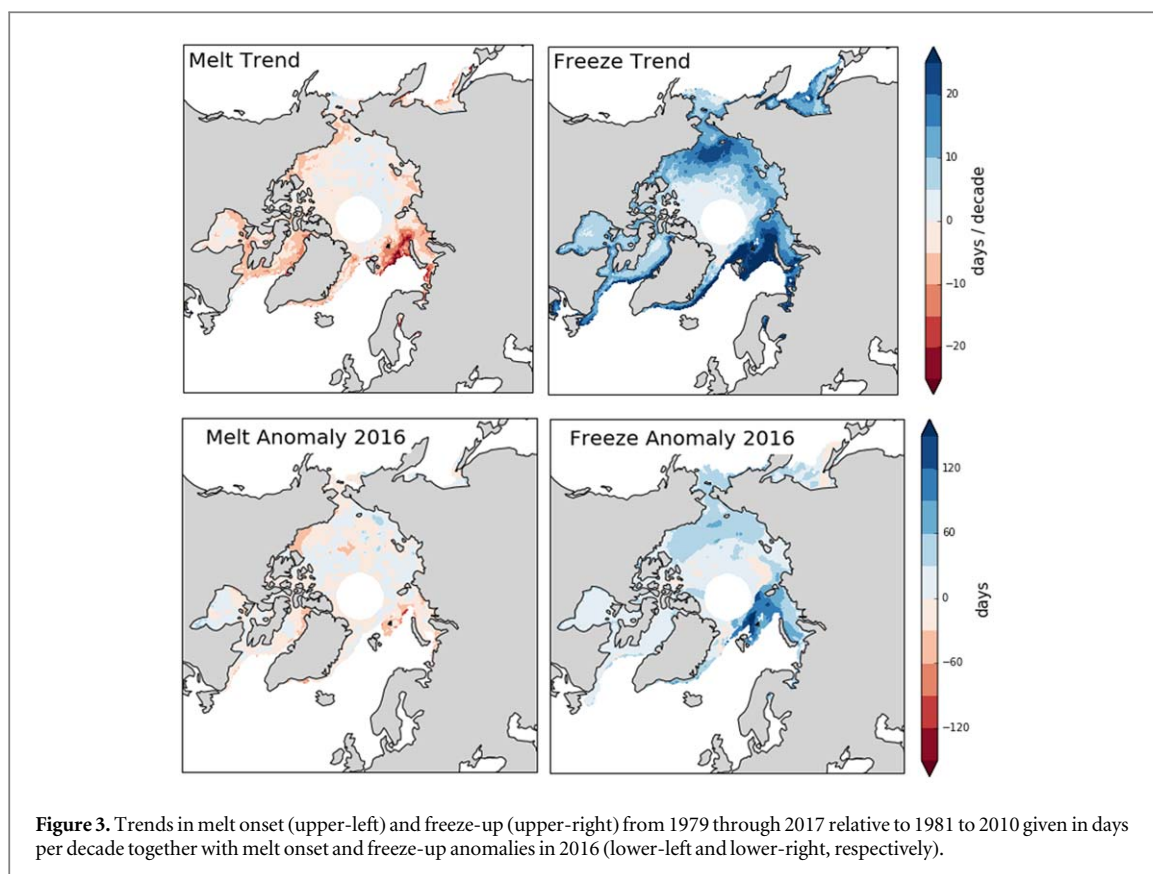 Melt Trend
Freeze Trend
20
10
0
−10
−20
days / decade
Melt Anomaly 2016
Freeze Anomaly 2016
120
60
0
−60
−120
days
Figure 3. Trends in melt onset (upper-left) and freeze-up (upper-right) from 1979 through 2017 relative to 1981 to 2010 given in days
per decade together with melt onset and freeze-up anomalies in 2016 (lower-left and lower-right, respectively).